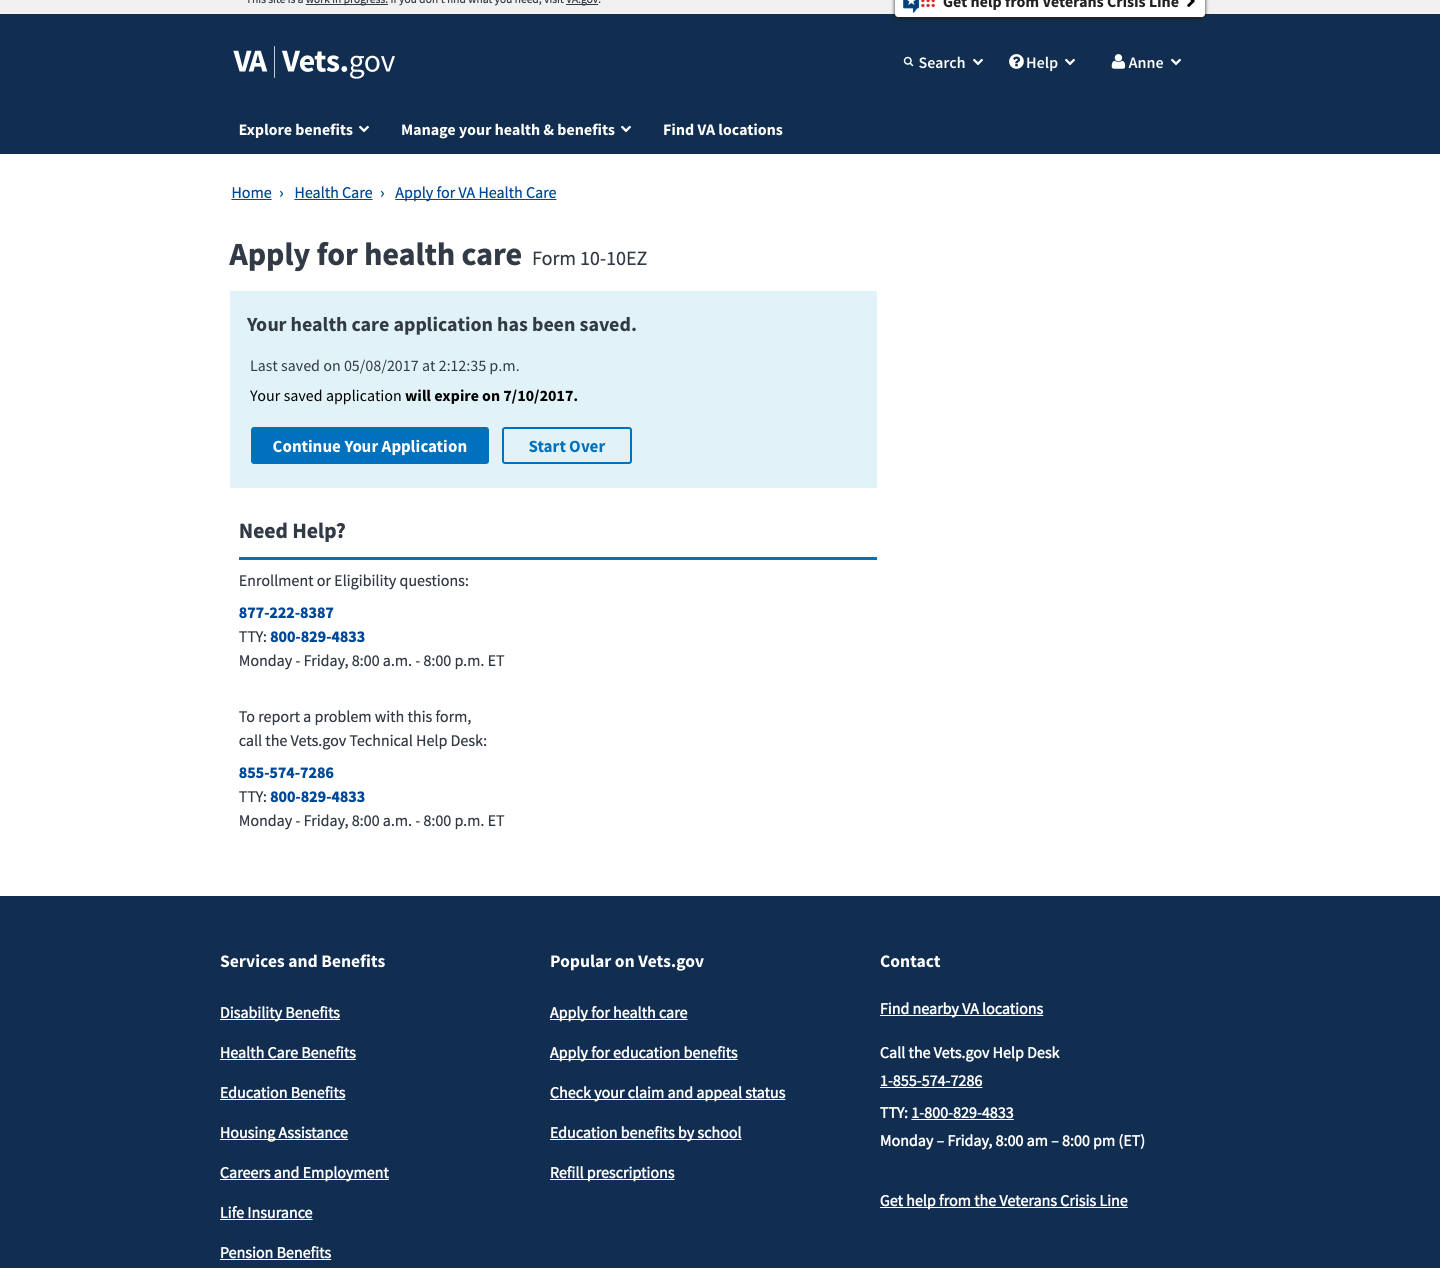 This site is a work in progress. If you don't find what you need, visit VA.gov.
Get help from Veterans Crisis Line
VA | Vets.gov
Search
Help
Anne
Explore benefits
Manage your health & benefits
Find VA locations
Home › Health Care › Apply for VA Health Care
Apply for health care Form 10-10EZ
Your health care application has been saved.
Last saved on 05/08/2017 at 2:12:35 p.m.
Your saved application will expire on 7/10/2017.
Continue Your Application
Start Over
Need Help?
Enrollment or Eligibility questions:
877-222-8387
TTY: 800-829-4833
Monday - Friday, 8:00 a.m. - 8:00 p.m. ET
To report a problem with this form,
call the Vets.gov Technical Help Desk:
855-574-7286
TTY: 800-829-4833
Monday - Friday, 8:00 a.m. - 8:00 p.m. ET
Services and Benefits
Disability Benefits
Health Care Benefits
Education Benefits
Housing Assistance
Careers and Employment
Life Insurance
Pension Benefits
Popular on Vets.gov
Apply for health care
Apply for education benefits
Check your claim and appeal status
Education benefits by school
Refill prescriptions
Contact
Find nearby VA locations
Call the Vets.gov Help Desk
1-855-574-7286
TTY: 1-800-829-4833
Monday – Friday, 8:00 am – 8:00 pm (ET)
Get help from the Veterans Crisis Line